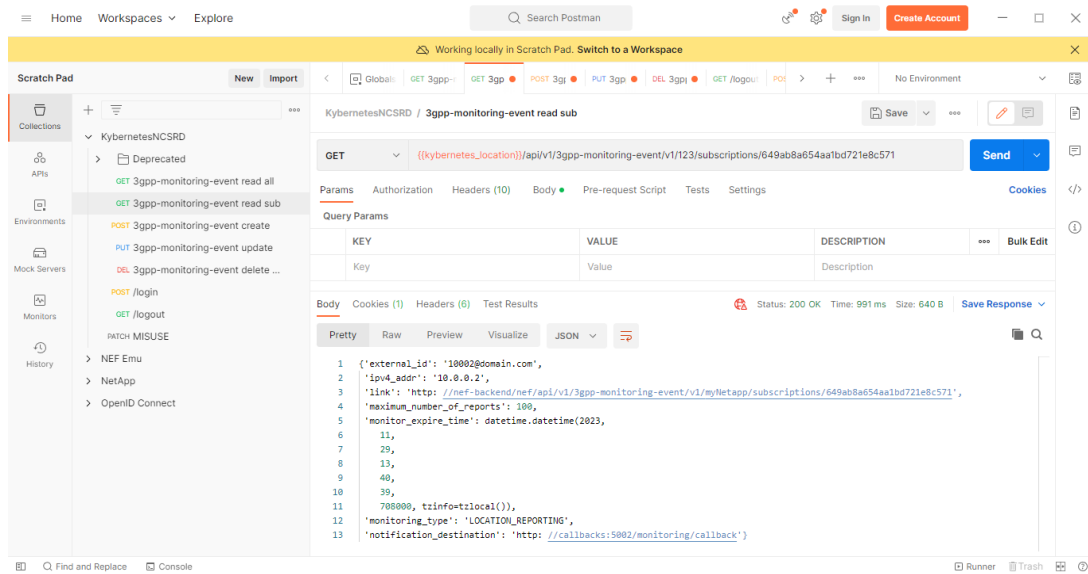 Home Workspaces Explore Search Postman Sign In Create Account
Working locally in Scratch Pad. Switch to a Workspace
Scratch Pad New Import Globals GET 3gpp- GET 3gp POST 3g PUT 3gp DEL 3gp GET /logout POS No Environment
Collections
APIs
Environments
Mock Servers
Monitors
History
KybernetesNCSRD
Deprecated
GET 3gpp-monitoring-event read all
GET 3gpp-monitoring-event read sub
POST 3gpp-monitoring-event create
PUT 3gpp-monitoring-event update
DEL 3gpp-monitoring-event delete ...
POST /login
GET /logout
PATCH MISUSE
NEF Emu
NetApp
OpenID Connect
KybernetesNCSRD / 3gpp-monitoring-event read sub Save
GET {{kybernetes_location}}/api/v1/3gpp-monitoring-event/v1/123/subscriptions/649ab8a654aa1bd721e8c571 Send
Params Authorization Headers (10) Body Pre-request Script Tests Settings Cookies
Query Params
KEY VALUE DESCRIPTION Bulk Edit
Key Value Description
Body Cookies (1) Headers (6) Test Results Status: 200 OK Time: 991 ms Size: 640 B Save Response
Pretty Raw Preview Visualize JSON
1 {'external_id': '10002@domain.com',
2 'ipv4_addr': '10.0.0.2',
3 'link': 'http: //nef-backend/nef/api/v1/3gpp-monitoring-event/v1/myNetapp/subscriptions/649ab8a654aa1bd721e8c571',
4 'maximum_number_of_reports': 100,
5 'monitor_expire_time': datetime.datetime(2023,
6 11,
7 29,
8 13,
9 40,
10 39,
11 708000, tzinfo=tzlocal()),
12 'monitoring_type': 'LOCATION_REPORTING',
13 'notification_destination': 'http: //callbacks:5002/monitoring/callback'}
Find and Replace Console Runner Trash